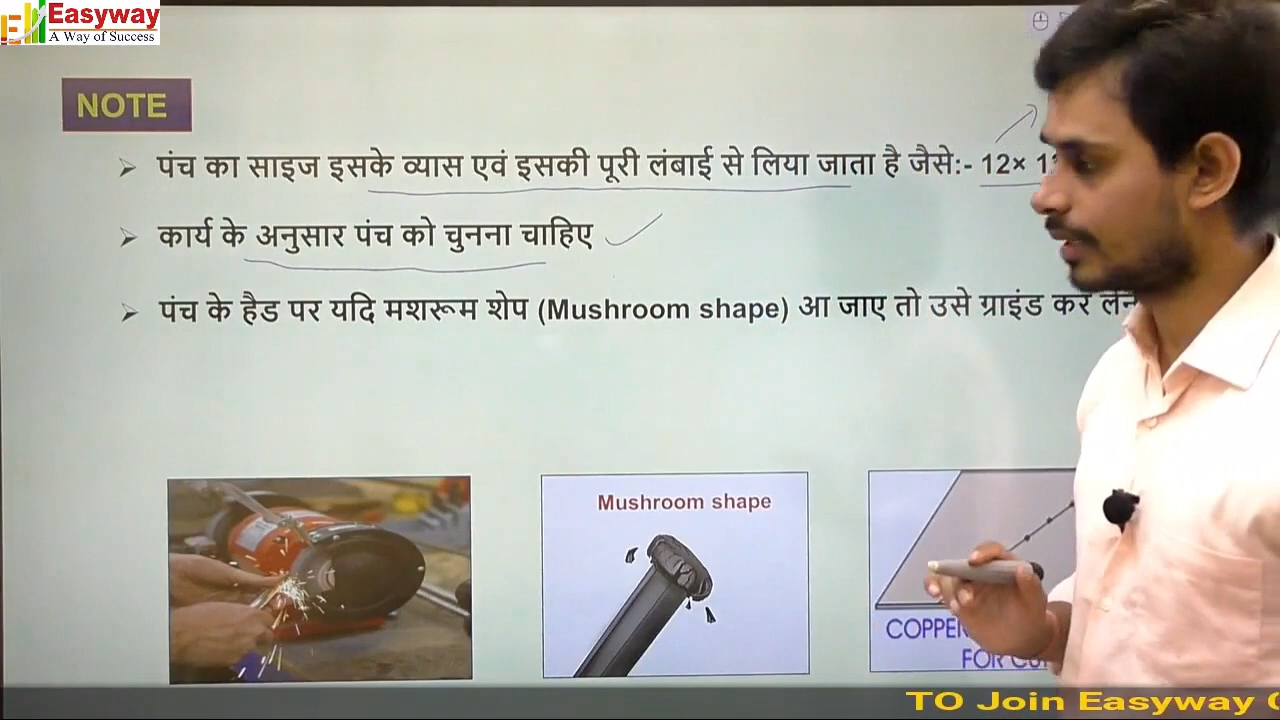 Easyway
A Way of Success
NOTE
➢ पंच का साइज इसके व्यास एवं इसकी पूरी लंबाई से लिया जाता है जैसे:- 12×
➢ कार्य के अनुसार पंच को चुनना चाहिए
➢ पंच के हैड पर यदि मशरूम शेप (Mushroom shape) आ जाए तो उसे ग्राइंड कर
Mushroom shape
FOR
TO Join Easyway